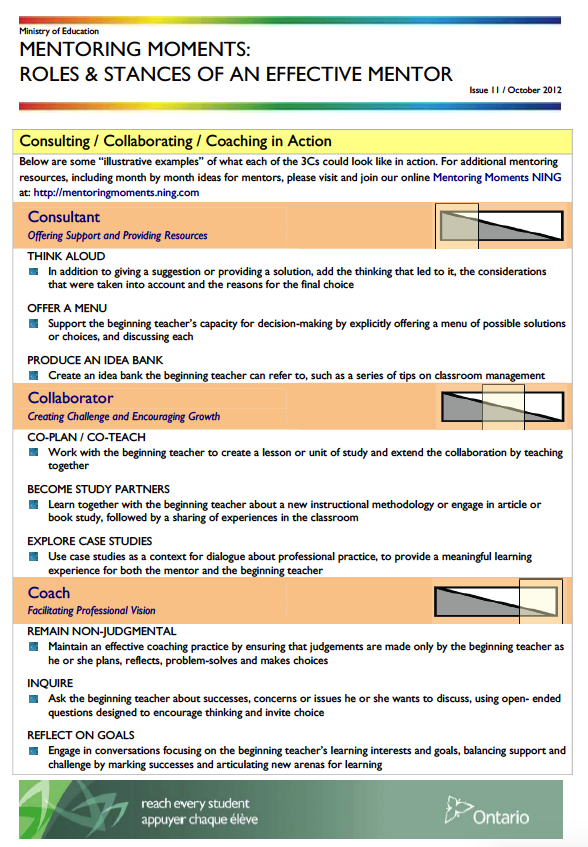 Ministry of Education
MENTORING MOMENTS:
ROLES & STANCES OF AN EFFECTIVE MENTOR
Issue 11 / October 2012
Consulting / Collaborating / Coaching in Action
Below are some “illustrative examples” of what each of the 3Cs could look like in action. For additional mentoring
resources, including month by month ideas for mentors, please visit and join our online Mentoring Moments NING
at: http://mentoringmoments.ning.com
Consultant
Offering Support and Providing Resources
THINK ALOUD
In addition to giving a suggestion or providing a solution, add the thinking that led to it, the considerations
that were taken into account and the reasons for the final choice
OFFER A MENU
Support the beginning teacher’s capacity for decision-making by explicitly offering a menu of possible solutions
or choices, and discussing each
PRODUCE AN IDEA BANK
Create an idea bank the beginning teacher can refer to, such as a series of tips on classroom management
Collaborator
Creating Challenge and Encouraging Growth
CO-PLAN / CO-TEACH
Work with the beginning teacher to create a lesson or unit of study and extend the collaboration by teaching
together
BECOME STUDY PARTNERS
Learn together with the beginning teacher about a new instructional methodology or engage in article or
book study, followed by a sharing of experiences in the classroom
EXPLORE CASE STUDIES
Use case studies as a context for dialogue about professional practice, to provide a meaningful learning
experience for both the mentor and the beginning teacher
Coach
Facilitating Professional Vision
REMAIN NON-JUDGMENTAL
Maintain an effective coaching practice by ensuring that judgements are made only by the beginning teacher as
he or she plans, reflects, problem-solves and makes choices
INQUIRE
Ask the beginning teacher about successes, concerns or issues he or she wants to discuss, using open- ended
questions designed to encourage thinking and invite choice
REFLECT ON GOALS
Engage in conversations focusing on the beginning teacher’s learning interests and goals, balancing support and
challenge by marking successes and articulating new arenas for learning
reach every student
appuyer chaque élève
Ontario